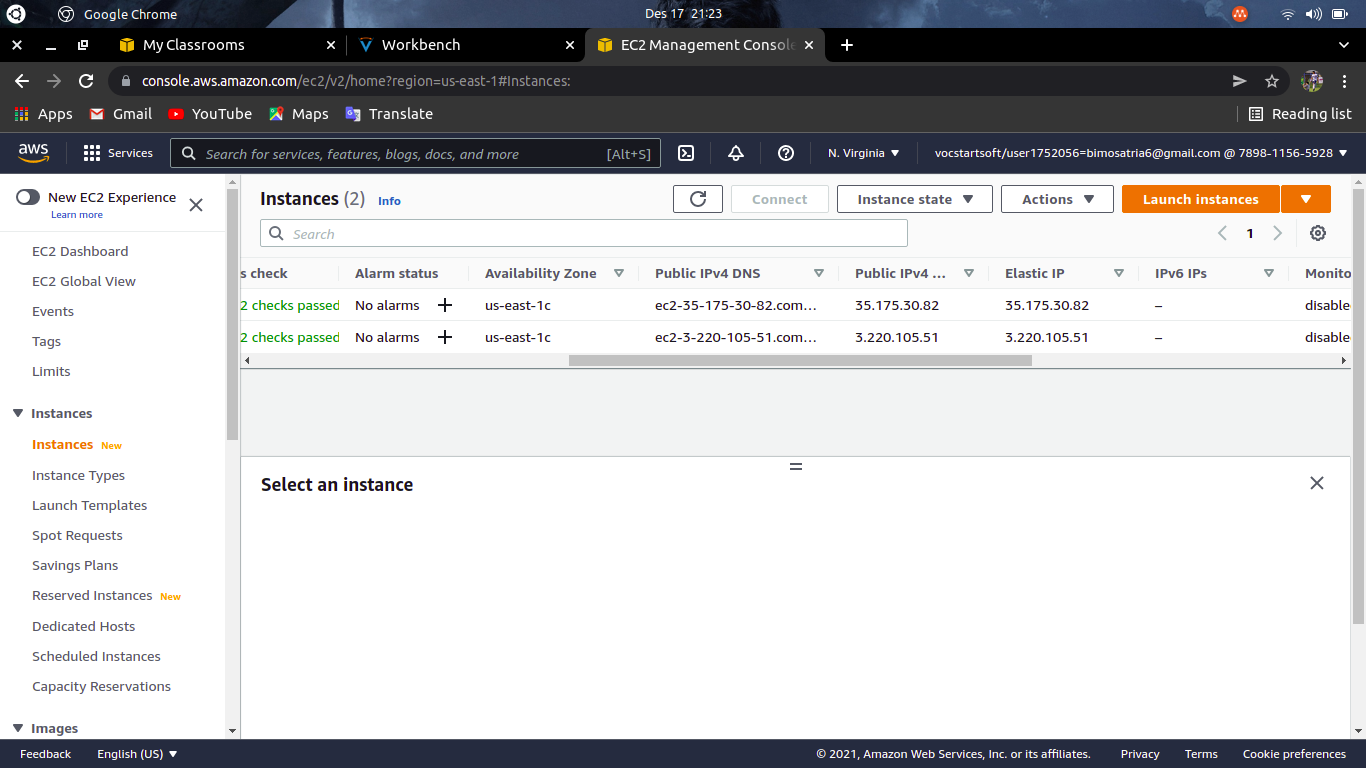 Google Chrome
Des 17 21:23
My Classrooms
Workbench
EC2 Management Console
console.aws.amazon.com/ec2/v2/home?region=us-east-1#Instances:
Apps Gmail YouTube Maps Translate Reading list
aws Services Search for services, features, blogs, docs, and more [Alt+S] N. Virginia vocstartsoft/user1752056=bimosatria6@gmail.com @ 7898-1156-5928
New EC2 Experience
Learn more
EC2 Dashboard
EC2 Global View
Events
Tags
Limits
Instances
Instances New
Instance Types
Launch Templates
Spot Requests
Savings Plans
Reserved Instances New
Dedicated Hosts
Scheduled Instances
Capacity Reservations
Images
Instances (2) Info
Connect
Instance state
Actions
Launch instances
Search
1
s check Alarm status Availability Zone Public IPv4 DNS Public IPv4 ... Elastic IP IPv6 IPs Monito
2 checks passed No alarms + us-east-1c ec2-35-175-30-82.com... 35.175.30.82 35.175.30.82 – disable
2 checks passed No alarms + us-east-1c ec2-3-220-105-51.com... 3.220.105.51 3.220.105.51 – disable
Select an instance
Feedback English (US) © 2021, Amazon Web Services, Inc. or its affiliates. Privacy Terms Cookie preferences